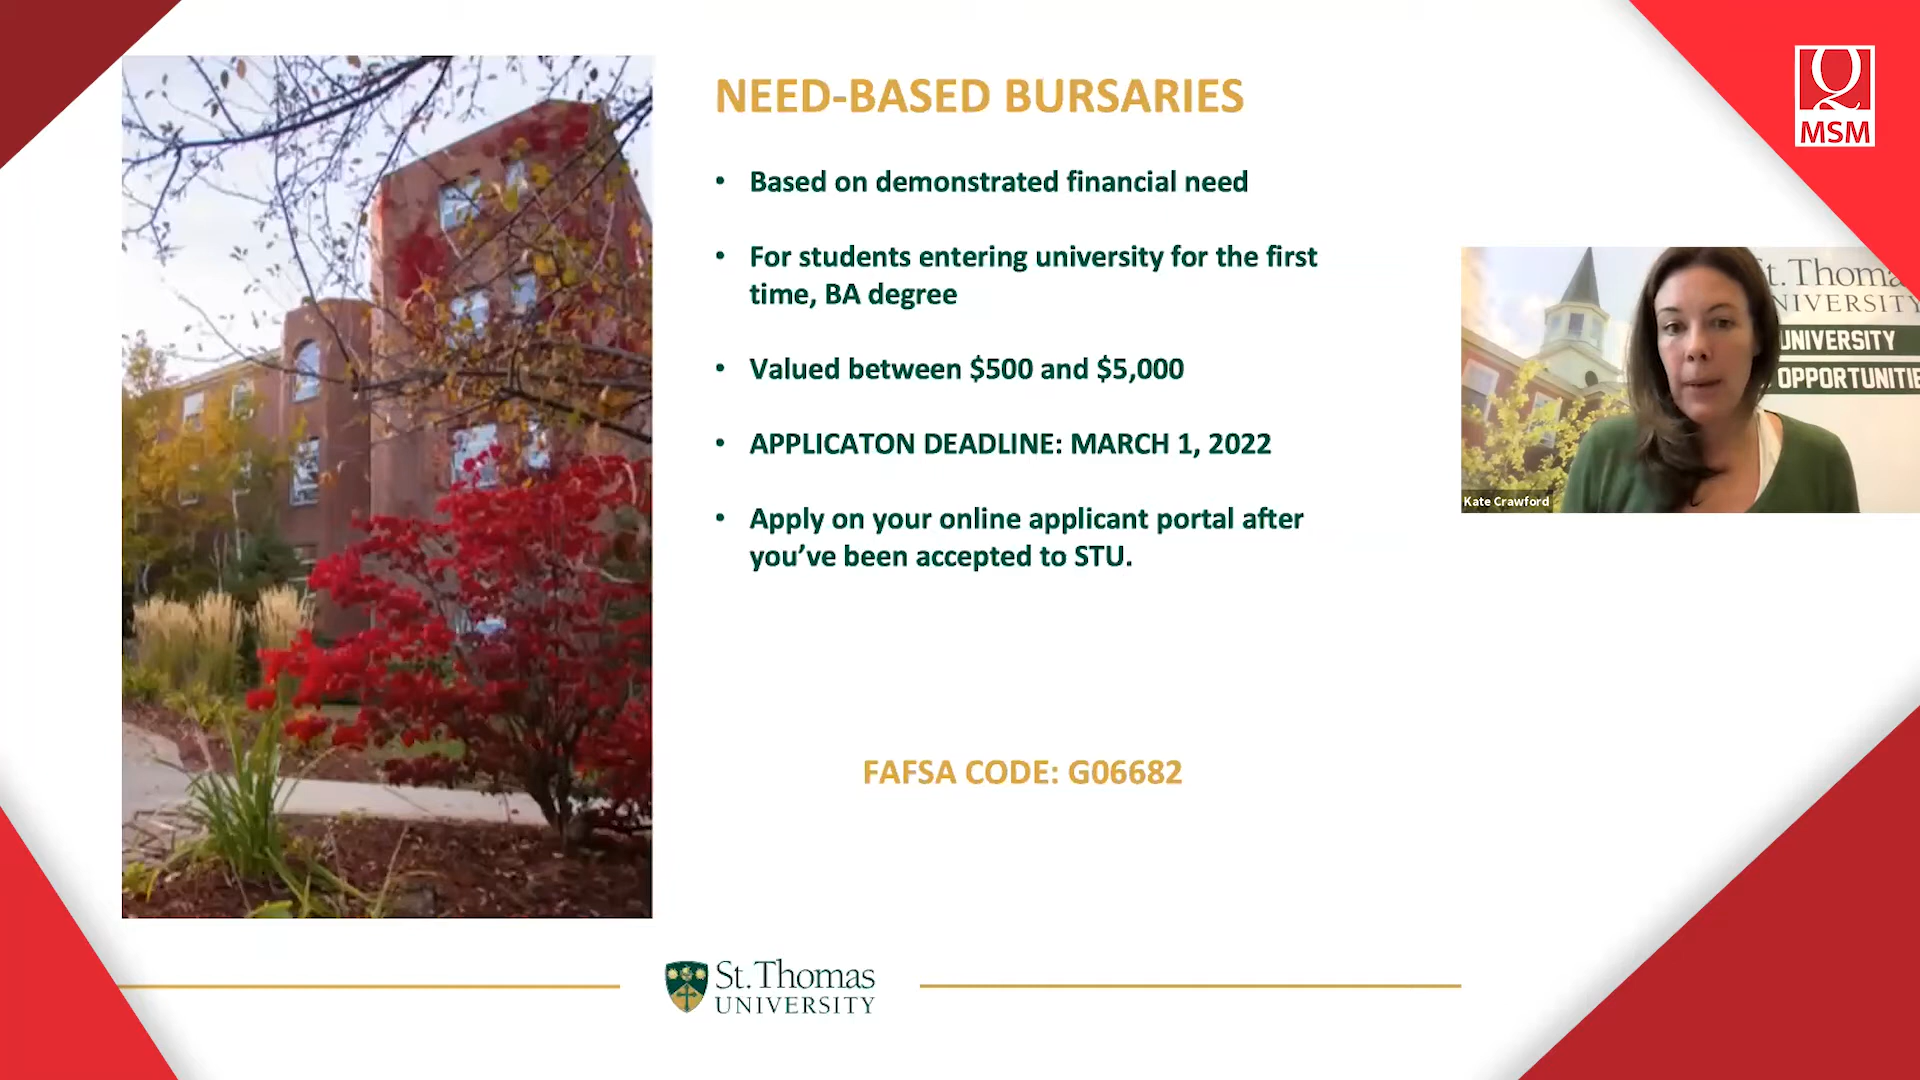 NEED-BASED BURSARIES
• Based on demonstrated financial need
• For students entering university for the first
time, BA degree
• Valued between $500 and $5,000
• APPLICATON DEADLINE: MARCH 1, 2022
• Apply on your online applicant portal after
you've been accepted to STU.
FAFSA CODE: G06682
St. Thomas
UNIVERSITY
MSM
UNIVERSITY
Kate Crawford